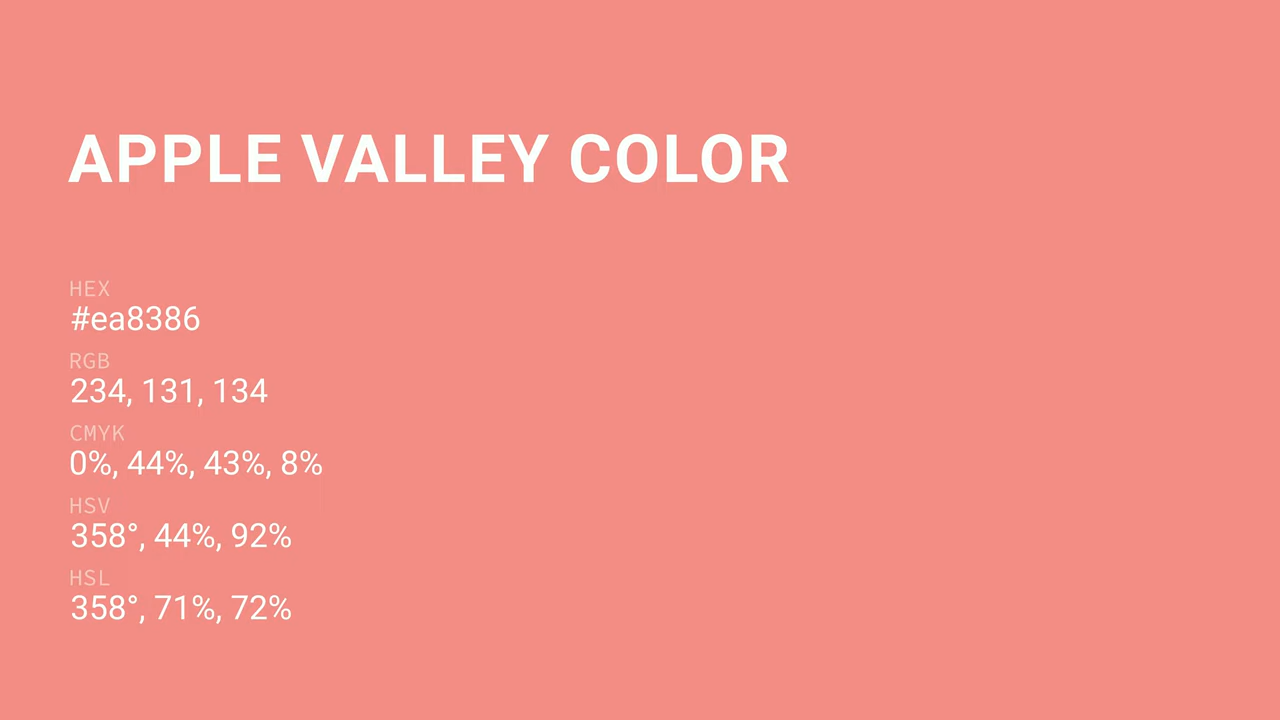 APPLE VALLEY COLOR
HEX
#ea8386
RGB
234, 131, 134
CMYK
0%, 44%, 43%, 8%
HSV
358°, 44%, 92%
HSL
358°, 71%, 72%